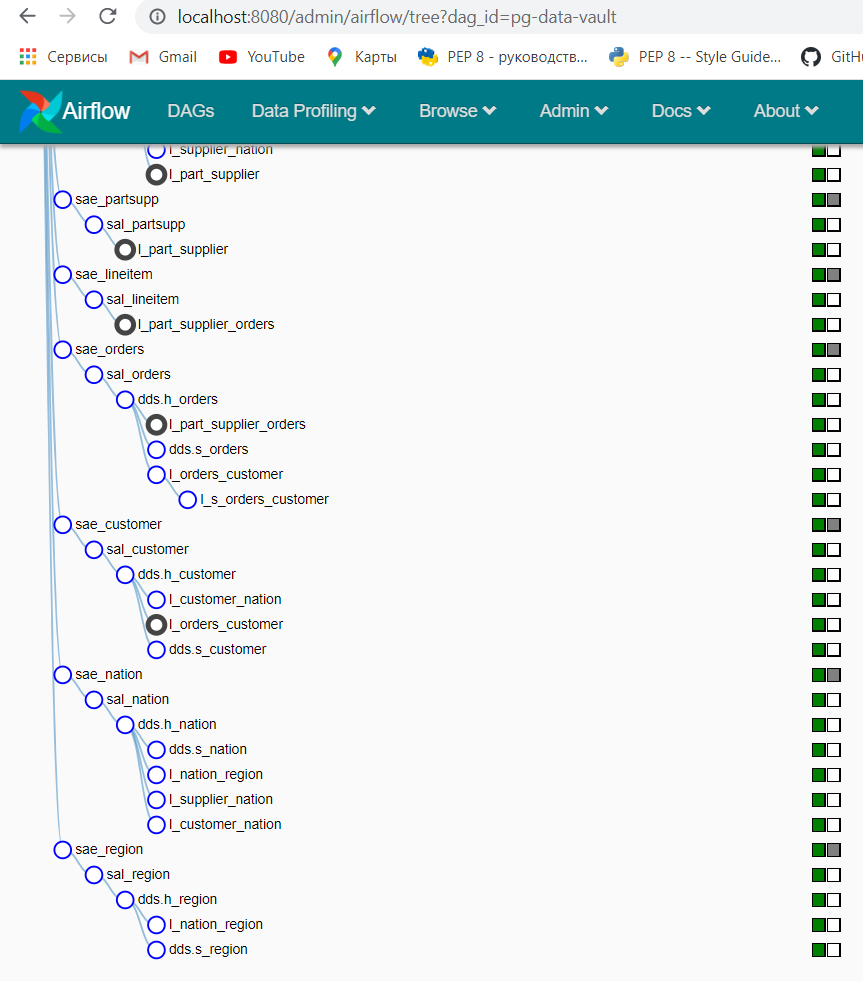 localhost:8080/admin/airflow/tree?dag_id=pg-data-vault
Сервисы Gmail YouTube Карты PEP 8 - руководств... PEP 8 -- Style Guide... GitHu
Airflow DAGs Data Profiling Browse Admin Docs About
l_supplier_nation
l_part_supplier
sae_partsupp
sal_partsupp
l_part_supplier
sae_lineitem
sal_lineitem
l_part_supplier_orders
sae_orders
sal_orders
dds.h_orders
l_part_supplier_orders
dds.s_orders
l_orders_customer
l_s_orders_customer
sae_customer
sal_customer
dds.h_customer
l_customer_nation
l_orders_customer
dds.s_customer
sae_nation
sal_nation
dds.h_nation
dds.s_nation
l_nation_region
l_supplier_nation
l_customer_nation
sae_region
sal_region
dds.h_region
l_nation_region
dds.s_region